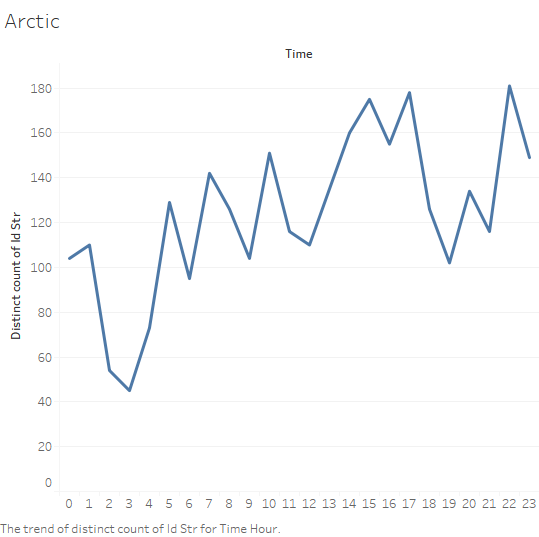 Arctic
Time
Distinct count of Id Str
180
160
140
120
100
80
60
40
20
0
0 1 2 3 4 5 6 7 8 9 10 11 12 13 14 15 16 17 18 19 20 21 22 23
The trend of distinct count of Id Str for Time Hour.